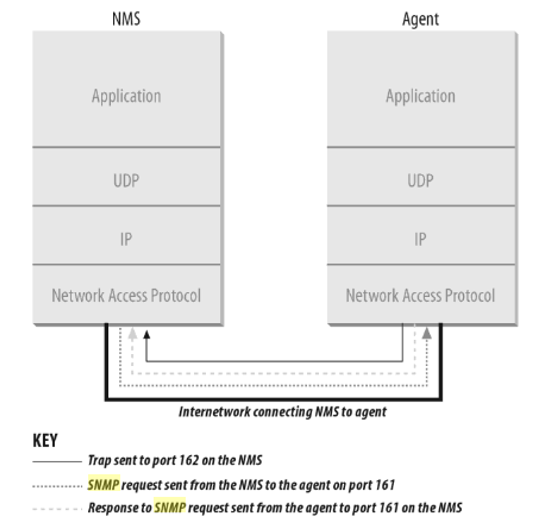 NMS
Agent
Application
Application
UDP
UDP
IP
IP
Network Access Protocol
Network Access Protocol
Internetwork connecting NMS to agent
KEY
Trap sent to port 162 on the NMS
SNMP request sent from the NMS to the agent on port 161
Response to SNMP request sent from the agent to port 161 on the NMS